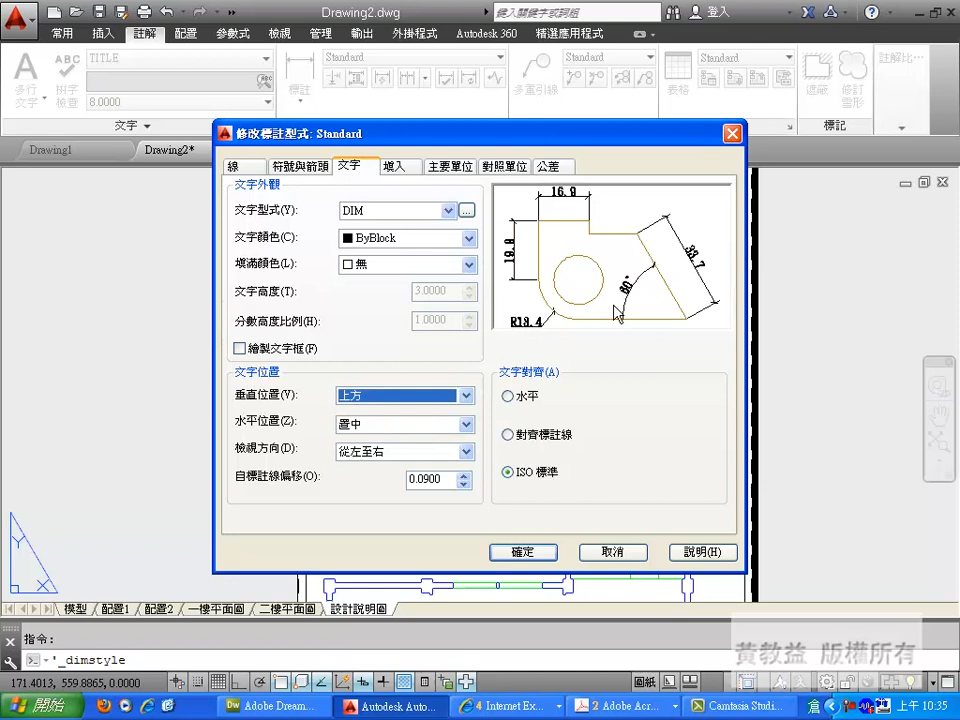 Drawing2.dwg
鍵入關鍵字或詞組
登入
常用 插入 註解 配置 參數式 檢視 管理 輸出 外掛程式 Autodesk 360 精選應用程式
多行文字
ABC
拼字檢查
TITLE
8.0000
文字
標註
Standard
多重引線
Standard
表格
Standard
遮蔽
修訂雲形
標記
註解比…
Drawing1
Drawing2*
修改標註型式: Standard
線 符號與箭頭 文字 填入 主要單位 對照單位 公差
文字外觀
文字型式(Y): DIM ...
文字顏色(C): ByBlock
填滿顏色(L): 無
文字高度(T): 3.0000
分數高度比例(H): 1.0000
繪製文字框(F)
16.9
19.8
33.7
60°
R13.4
文字位置
垂直位置(V): 上方
水平位置(Z): 置中
檢視方向(D): 從左至右
自標註線偏移(O): 0.0900
文字對齊(A)
水平
對齊標註線
ISO 標準
確定 取消 說明(H)
Y
X
模型 配置1 配置2 一樓平面圖 二樓平面圖 設計說明圖
指令:
'_dimstyle
黃教益 版權所有
171.4013, 559.8865, 0.0000
圖紙
開始
Adobe Dream...
Autodesk Auto...
4 Internet Ex...
2 Adobe Acr...
Camtasia Studi...
上午 10:35